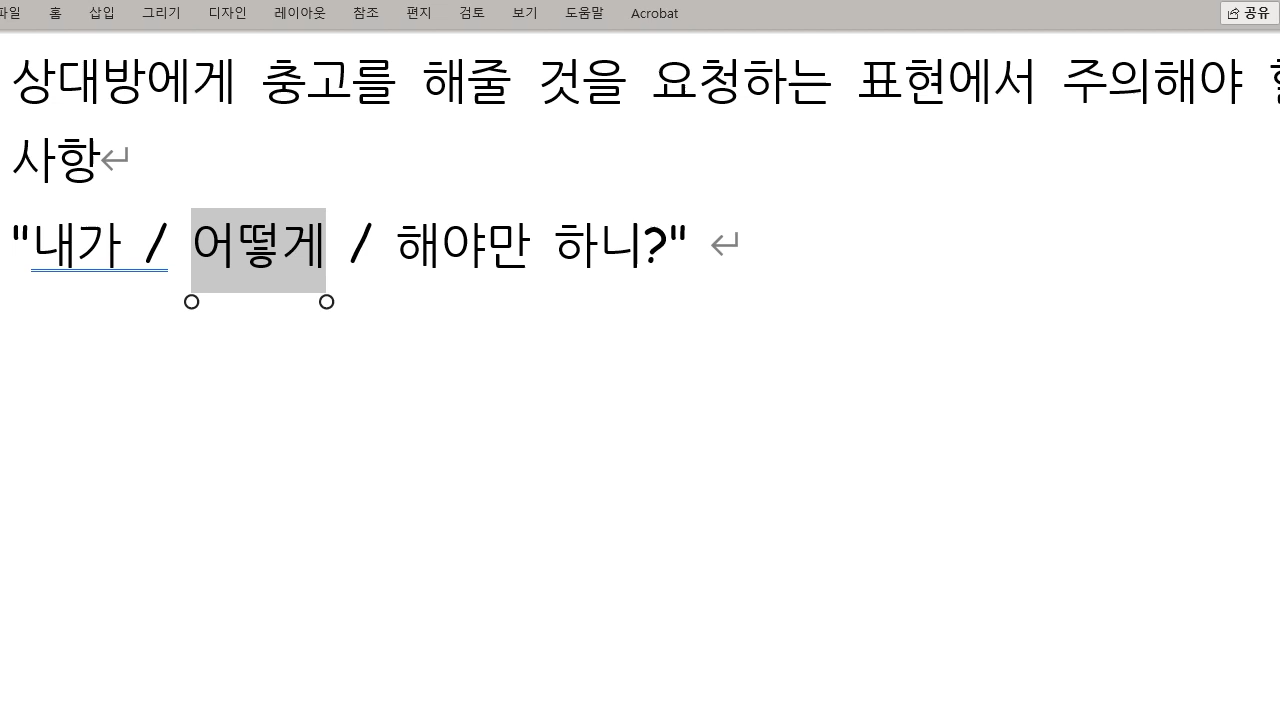 파일 홈 삽입 그리기 디자인 레이아웃 참조 편지 검토 보기 도움말 Acrobat 공유
상대방에게 충고를 해줄 것을 요청하는 표현에서 주의해야
사항↵
"내가 / 어떻게 / 해야만 하니?" ↵